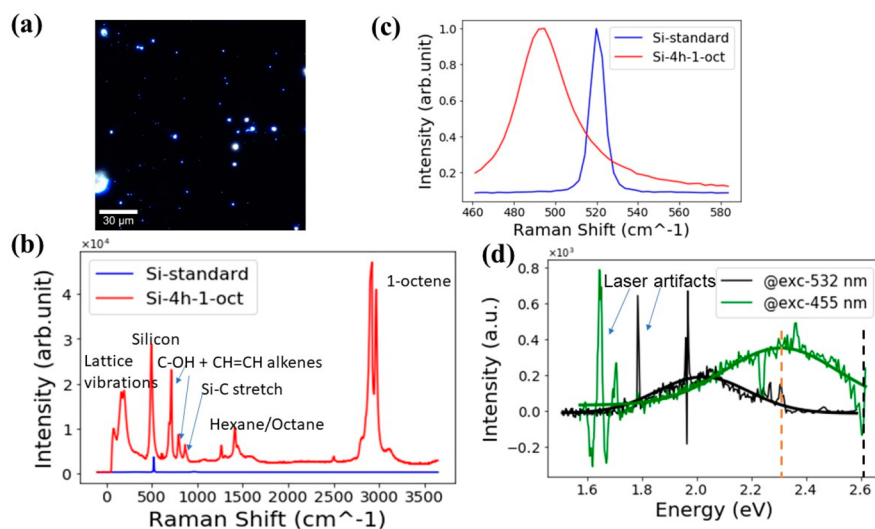 (a)
30 µm
(b)
×10^4
Si-standard
Si-4h-1-oct
1-octene
Silicon
C-OH + CH=CH alkenes
Lattice
vibrations
Si-C stretch
Hexane/Octane
Intensity (arb.unit)
4
3
2
1
0
0 500 1000 1500 2000 2500 3000 3500
Raman Shift (cm^-1)
(c)
Si-standard
Si-4h-1-oct
Intensity (arb.unit)
1.0
0.8
0.6
0.4
0.2
460 480 500 520 540 560 580
Raman Shift (cm^-1)
(d)
×10^3
Laser artifacts
@exc-532 nm
@exc-455 nm
Intensity (a.u.)
0.8
0.6
0.4
0.2
0.0
−0.2
1.6 1.8 2.0 2.2 2.4 2.6
Energy (eV)